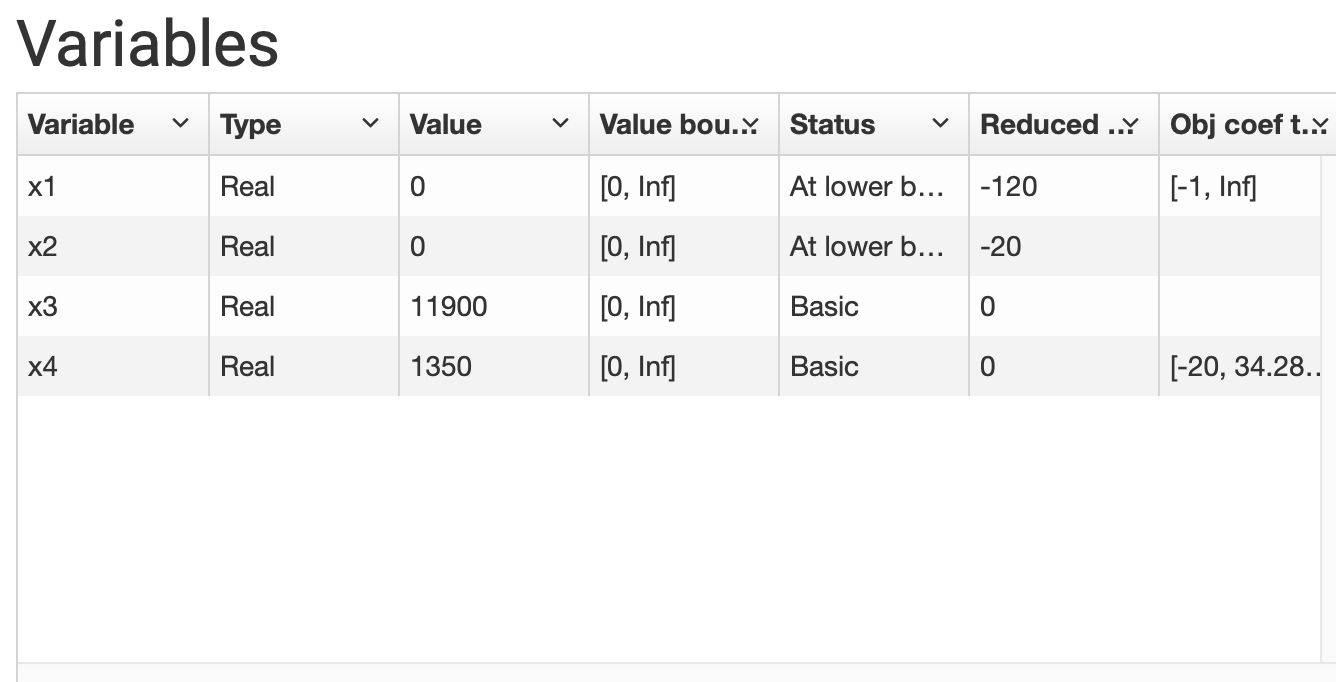 Variables
Variable Type Value Value bou... Status Reduced ... Obj coef t...
x1 Real 0 [0, Inf] At lower b... -120 [-1, Inf]
x2 Real 0 [0, Inf] At lower b... -20
x3 Real 11900 [0, Inf] Basic 0
x4 Real 1350 [0, Inf] Basic 0 [-20, 34.28..